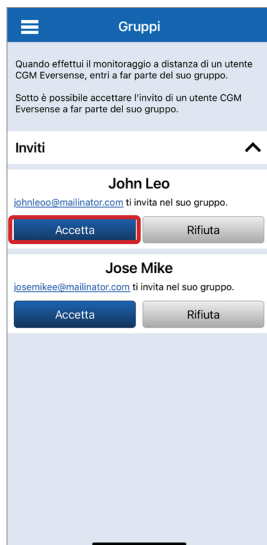 Gruppi
Quando effettui il monitoraggio a distanza di un utente
CGM Eversense, entri a far parte del suo gruppo.
Sotto è possibile accettare l'invito di un utente CGM
Eversense a far parte del suo gruppo.
Inviti
John Leo
johnleoo@mailinator.com ti invita nel suo gruppo.
Accetta Rifiuta
Jose Mike
josemikee@mailinator.com ti invita nel suo gruppo.
Accetta Rifiuta